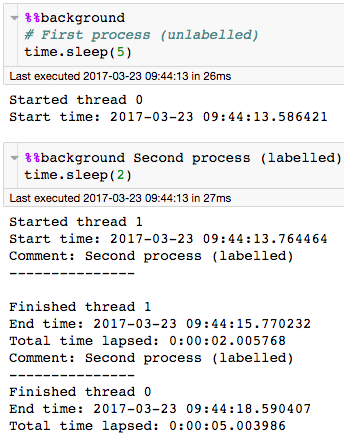 %%background
# First process (unlabelled)
time.sleep(5)
Last executed 2017-03-23 09:44:13 in 26ms
Started thread 0
Start time: 2017-03-23 09:44:13.586421
%%background Second process (labelled)
time.sleep(2)
Last executed 2017-03-23 09:44:13 in 27ms
Started thread 1
Start time: 2017-03-23 09:44:13.764464
Comment: Second process (labelled)
---------------
Finished thread 1
End time: 2017-03-23 09:44:15.770232
Total time lapsed: 0:00:02.005768
Comment: Second process (labelled)
---------------
Finished thread 0
End time: 2017-03-23 09:44:18.590407
Total time lapsed: 0:00:05.003986